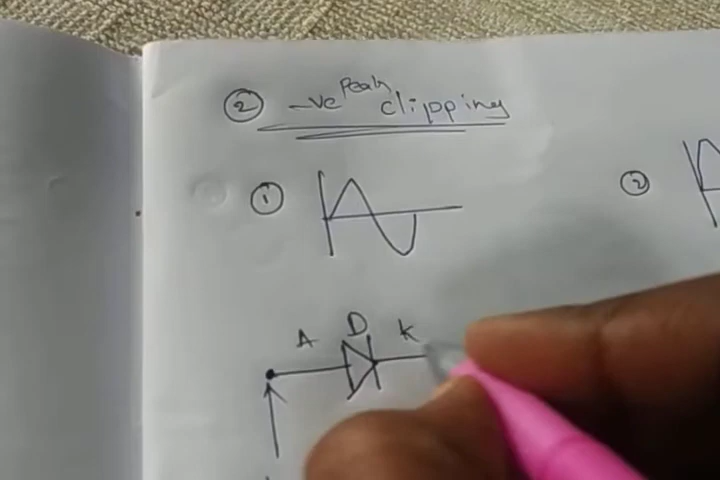 ② -ve Peak clipping
① ②
A D K